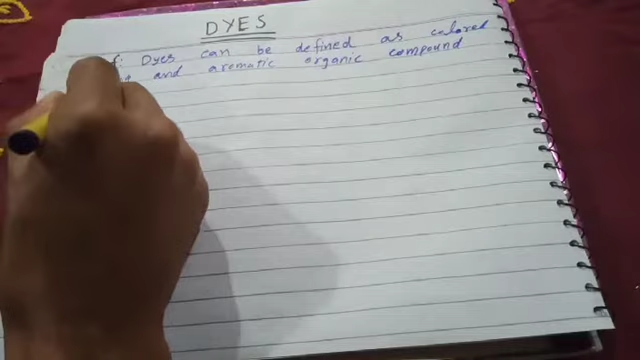 DYES
Dyes can be defined as colored
and aromatic organic compound